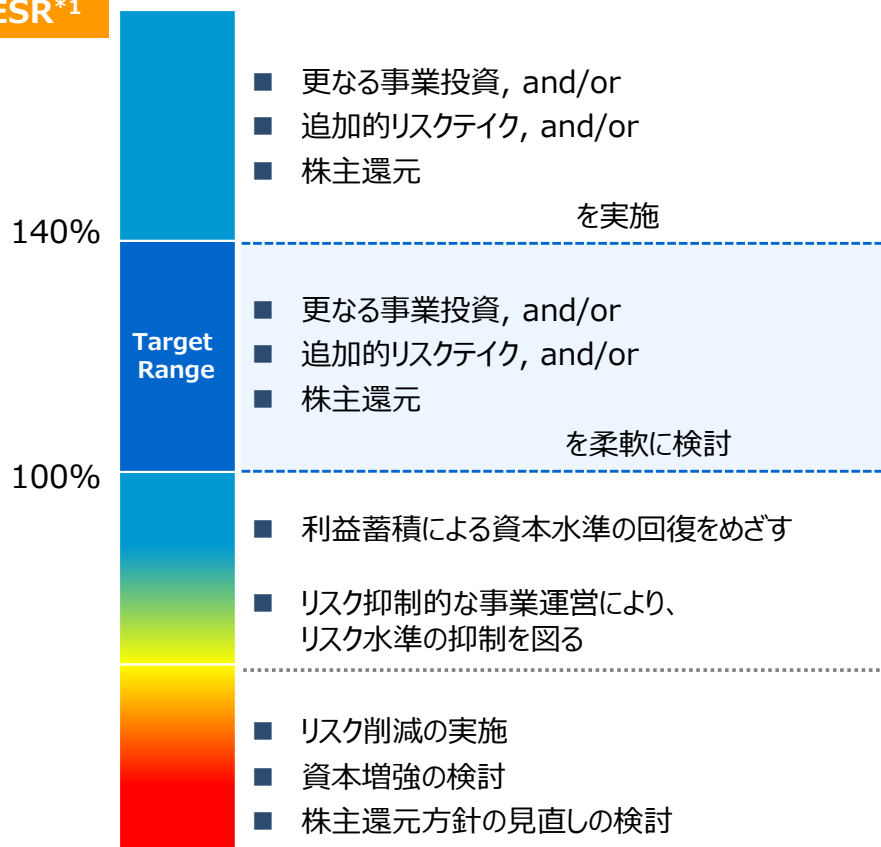 ESR*1
■ 更なる事業投資, and/or
■ 追加的リスクテイク, and/or
■ 株主還元
を実施
140%
Target
Range
■ 更なる事業投資, and/or
■ 追加的リスクテイク, and/or
■ 株主還元
を柔軟に検討
100%
■ 利益蓄積による資本水準の回復をめざす
■ リスク抑制的な事業運営により、
リスク水準の抑制を図る
■ リスク削減の実施
■ 資本増強の検討
■ 株主還元方針の見直しの検討